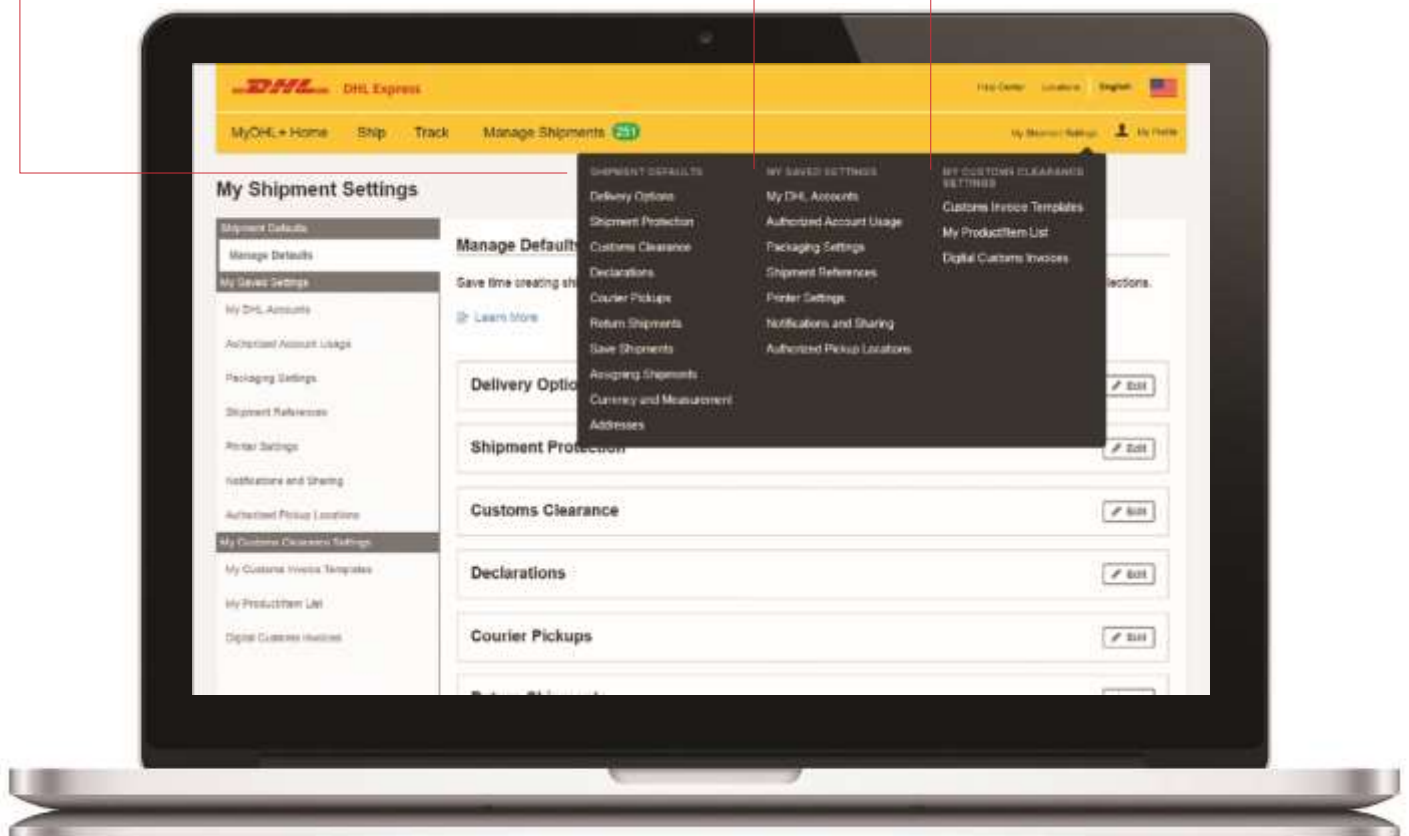 DHL DHL Express
Help Center Locations English
MyDHL+ Home Ship Track Manage Shipments 251
My Shipment Settings My Profile
SHIPMENT DEFAULTS
Delivery Options
Shipment Protection
Customs Clearance
Declarations
Courier Pickups
Return Shipments
Save Shipments
Assigning Shipments
Currency and Measurement
Addresses
MY SAVED SETTINGS
My DHL Accounts
Authorized Account Usage
Packaging Settings
Shipment References
Printer Settings
Notifications and Sharing
Authorized Pickup Locations
MY CUSTOMS CLEARANCE
SETTINGS
Customs Invoice Templates
My Product/Item List
Digital Customs Invoices
My Shipment Settings
Shipment Defaults
Manage Defaults
My Saved Settings
My DHL Accounts
Authorized Account Usage
Packaging Settings
Shipment References
Printer Settings
Notifications and Sharing
Authorized Pickup Locations
My Customs Clearance Settings
My Customs Invoice Templates
My Product/Item List
Digital Customs Invoices
Manage Defaults
Save time creating sh lections.
Learn More
Delivery Optio Edit
Shipment Protection Edit
Customs Clearance Edit
Declarations Edit
Courier Pickups Edit